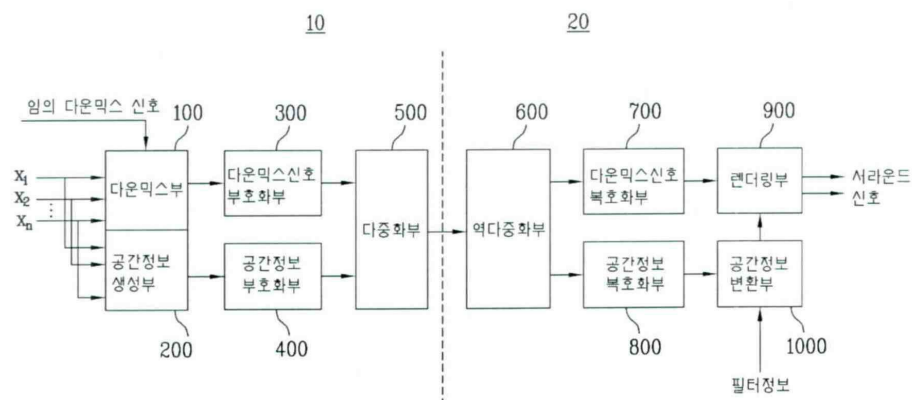 10
20
임의 다운믹스 신호
100
300
500
600
700
900
X1
X2
⋮
Xn
다운믹스부
다운믹스신호
부호화부
다중화부
역다중화부
다운믹스신호
복호화부
렌더링부
서라운드
신호
공간정보
생성부
공간정보
부호화부
공간정보
복호화부
공간정보
변환부
200
400
800
1000
필터정보